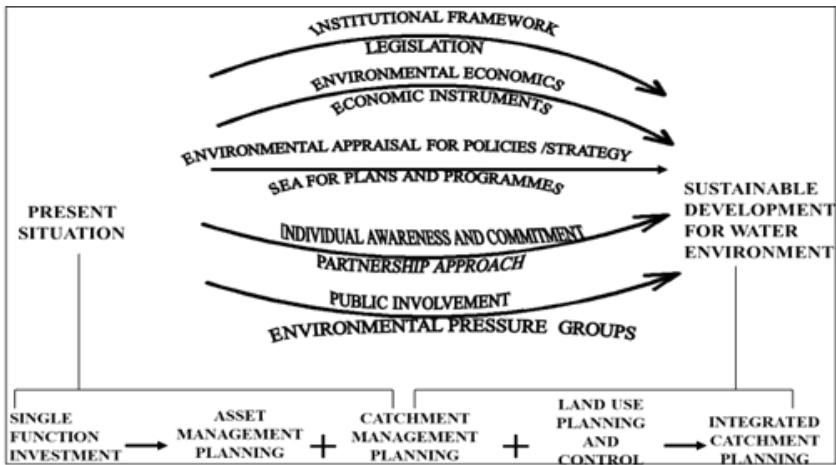 INSTITUTIONAL FRAMEWORK
LEGISLATION
ENVIRONMENTAL ECONOMICS
ECONOMIC INSTRUMENTS
ENVIRONMENTAL APPRAISAL FOR POLICIES /STRATEGY
SEA FOR PLANS AND PROGRAMMES
INDIVIDUAL AWARENESS AND COMMITMENT
PARTNERSHIP APPROACH
PUBLIC INVOLVEMENT
ENVIRONMENTAL PRESSURE GROUPS
PRESENT
SITUATION
SUSTAINABLE
DEVELOPMENT
FOR WATER
ENVIRONMENT
SINGLE
FUNCTION
INVESTMENT
ASSET
MANAGEMENT
PLANNING
+
CATCHMENT
MANAGEMENT
PLANNING
+
LAND USE
PLANNING
AND
CONTROL
INTEGRATED
CATCHMENT
PLANNING